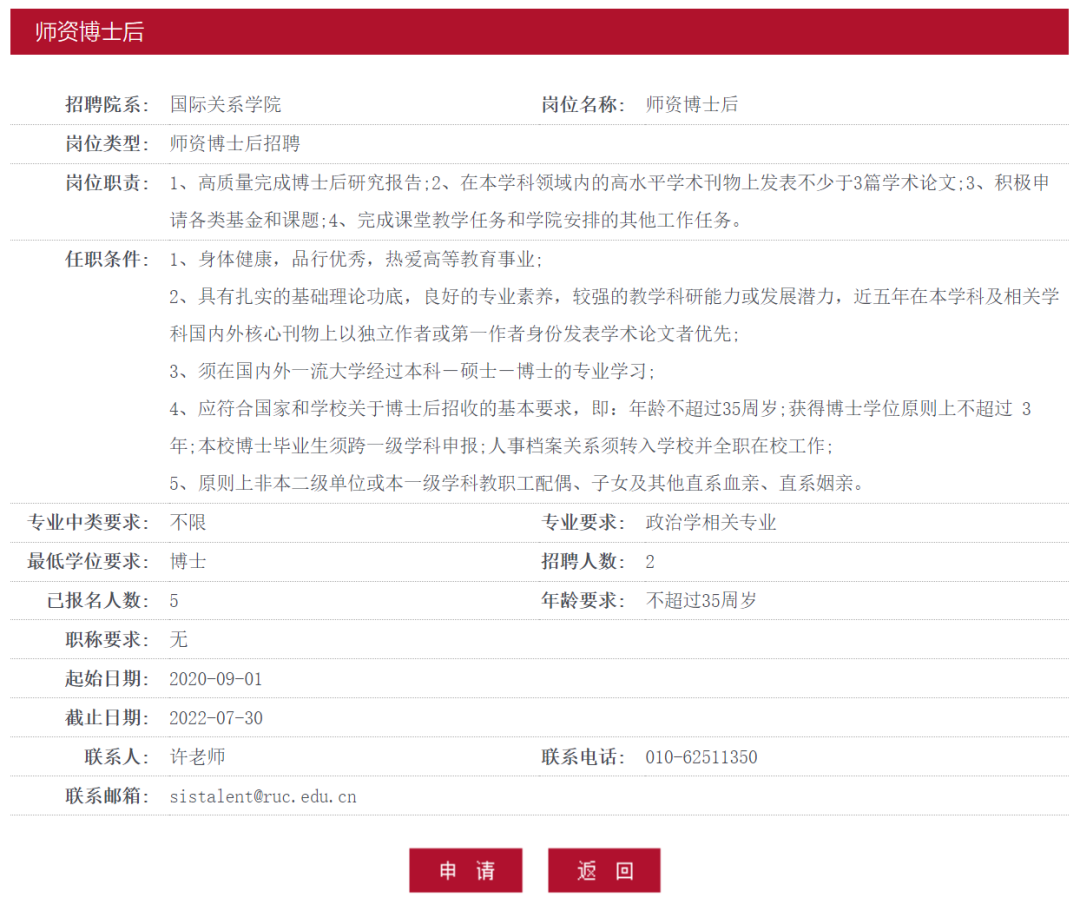 师资博士后
招聘院系: 国际关系学院 岗位名称: 师资博士后
岗位类型: 师资博士后招聘
岗位职责: 1、高质量完成博士后研究报告;2、在本学科领域内的高水平学术刊物上发表不少于3篇学术论文;3、积极申
请各类基金和课题;4、完成课堂教学任务和学院安排的其他工作任务。
任职条件: 1、身体健康，品行优秀，热爱高等教育事业;
2、具有扎实的基础理论功底，良好的专业素养，较强的教学科研能力或发展潜力，近五年在本学科及相关学
科国内外核心刊物上以独立作者或第一作者身份发表学术论文者优先;
3、须在国内外一流大学经过本科－硕士－博士的专业学习;
4、应符合国家和学校关于博士后招收的基本要求，即：年龄不超过35周岁;获得博士学位原则上不超过 3
年;本校博士毕业生须跨一级学科申报;人事档案关系须转入学校并全职在校工作;
5、原则上非本二级单位或本一级学科教职工配偶、子女及其他直系血亲、直系姻亲。
专业中类要求: 不限 专业要求: 政治学相关专业
最低学位要求: 博士 招聘人数: 2
已报名人数: 5 年龄要求: 不超过35周岁
职称要求: 无
起始日期: 2020-09-01
截止日期: 2022-07-30
联系人: 许老师 联系电话: 010-62511350
联系邮箱: sistalent@ruc.edu.cn
申 请 返 回